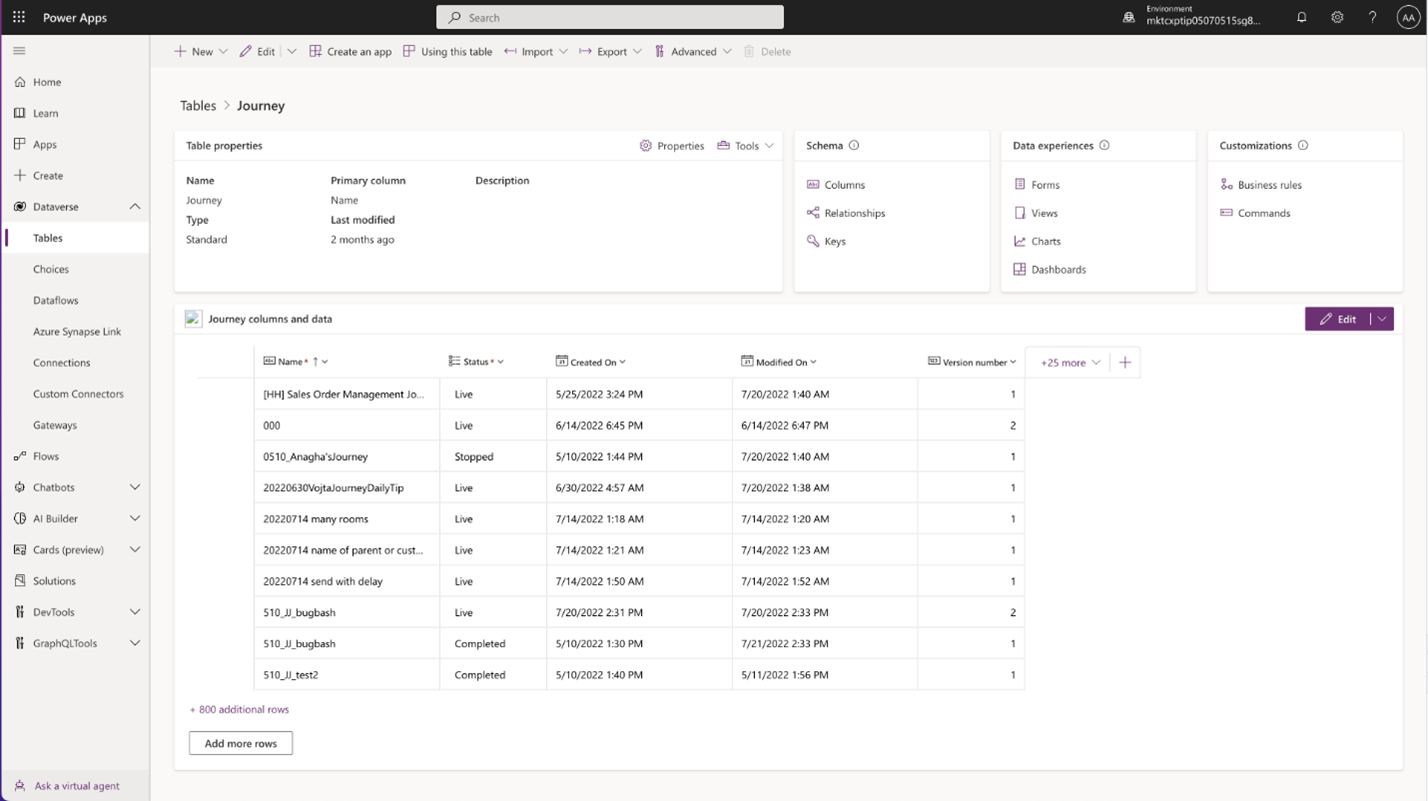 Power Apps
Search
Environment
mktcxptip05070515sg8...
AA
New
Edit
Create an app
Using this table
Import
Export
Advanced
Delete
Home
Learn
Apps
Create
Dataverse
Tables
Choices
Dataflows
Azure Synapse Link
Connections
Custom Connectors
Gateways
Flows
Chatbots
AI Builder
Cards (preview)
Solutions
DevTools
GraphQLTools
Ask a virtual agent
Tables > Journey
Table properties
Properties
Tools
Name Primary column Description
Journey Name
Type Last modified
Standard 2 months ago
Schema
Columns
Relationships
Keys
Data experiences
Forms
Views
Charts
Dashboards
Customizations
Business rules
Commands
Journey columns and data
Edit
Name * Status * Created On Modified On Version number +25 more
[HH] Sales Order Management Jo... Live 5/25/2022 3:24 PM 7/20/2022 1:40 AM 1
000 Live 6/14/2022 6:45 PM 6/14/2022 6:47 PM 2
0510_Anagha'sJourney Stopped 5/10/2022 1:44 PM 7/20/2022 1:40 AM 1
20220630VojtaJourneyDailyTip Live 6/30/2022 4:57 AM 7/20/2022 1:38 AM 1
20220714 many rooms Live 7/14/2022 1:18 AM 7/14/2022 1:20 AM 1
20220714 name of parent or cust... Live 7/14/2022 1:21 AM 7/14/2022 1:23 AM 1
20220714 send with delay Live 7/14/2022 1:50 AM 7/14/2022 1:52 AM 1
510_JJ_bugbash Live 7/20/2022 2:31 PM 7/20/2022 2:33 PM 2
510_JJ_bugbash Completed 5/10/2022 1:30 PM 7/21/2022 2:33 PM 1
510_JJ_test2 Completed 5/10/2022 1:40 PM 5/11/2022 1:56 PM 1
+ 800 additional rows
Add more rows